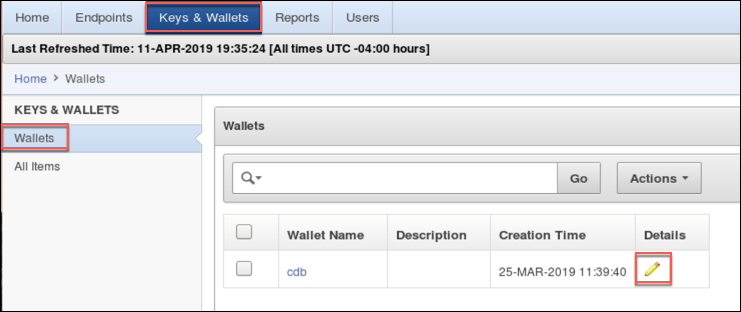 Home Endpoints Keys & Wallets Reports Users
Last Refreshed Time: 11-APR-2019 19:35:24 [All times UTC -04:00 hours]
Home > Wallets
KEYS & WALLETS
Wallets
All Items
Wallets
Go Actions
Wallet Name Description Creation Time Details
cdb 25-MAR-2019 11:39:40